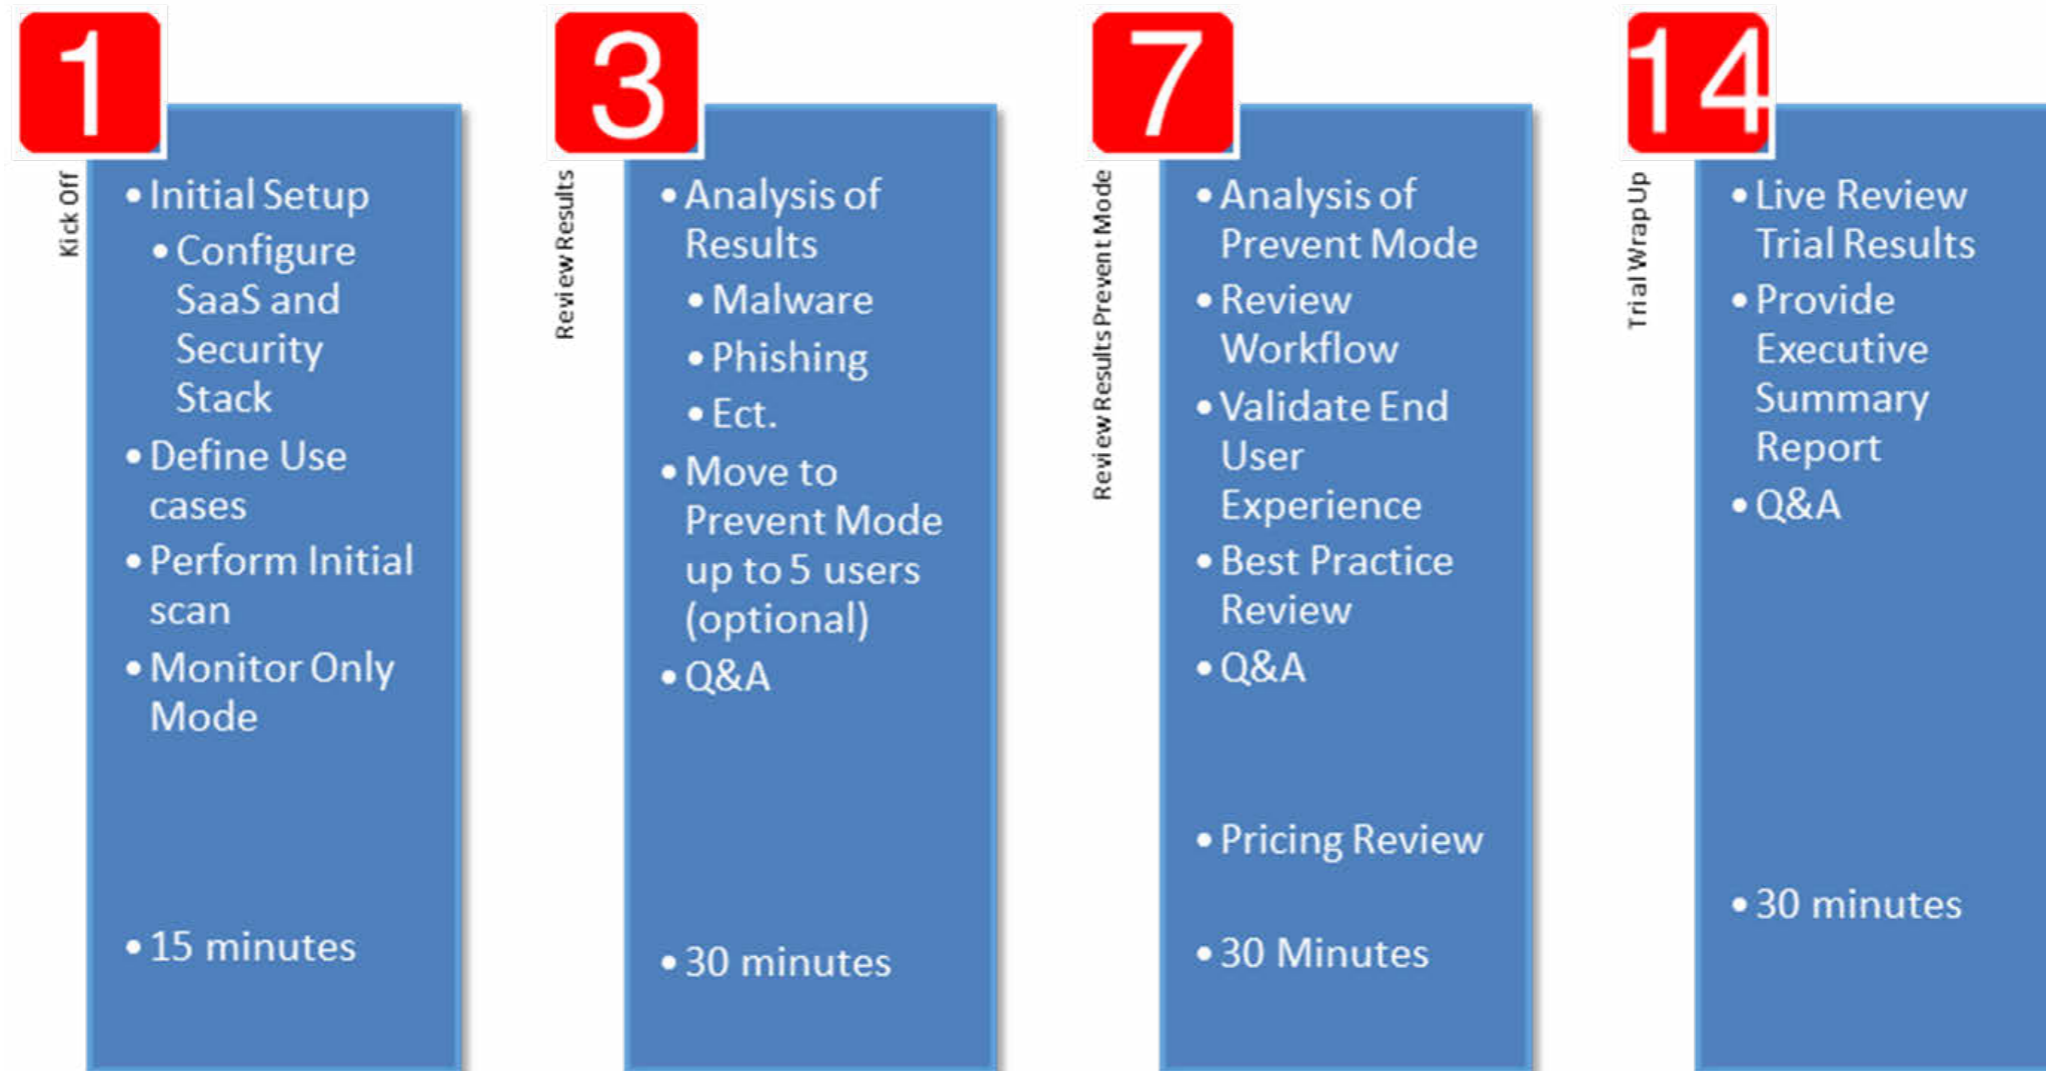 1
Kick Off
• Initial Setup
• Configure
SaaS and
Security
Stack
• Define Use
cases
• Perform Initial
scan
• Monitor Only
Mode
• 15 minutes
3
Review Results
• Analysis of
Results
• Malware
• Phishing
• Ect.
• Move to
Prevent Mode
up to 5 users
(optional)
• Q&A
• 30 minutes
7
Review Results Prevent Mode
• Analysis of
Prevent Mode
• Review
Workflow
• Validate End
User
Experience
• Best Practice
Review
• Q&A
• Pricing Review
• 30 Minutes
14
Trial Wrap Up
• Live Review
Trial Results
• Provide
Executive
Summary
Report
• Q&A
• 30 minutes